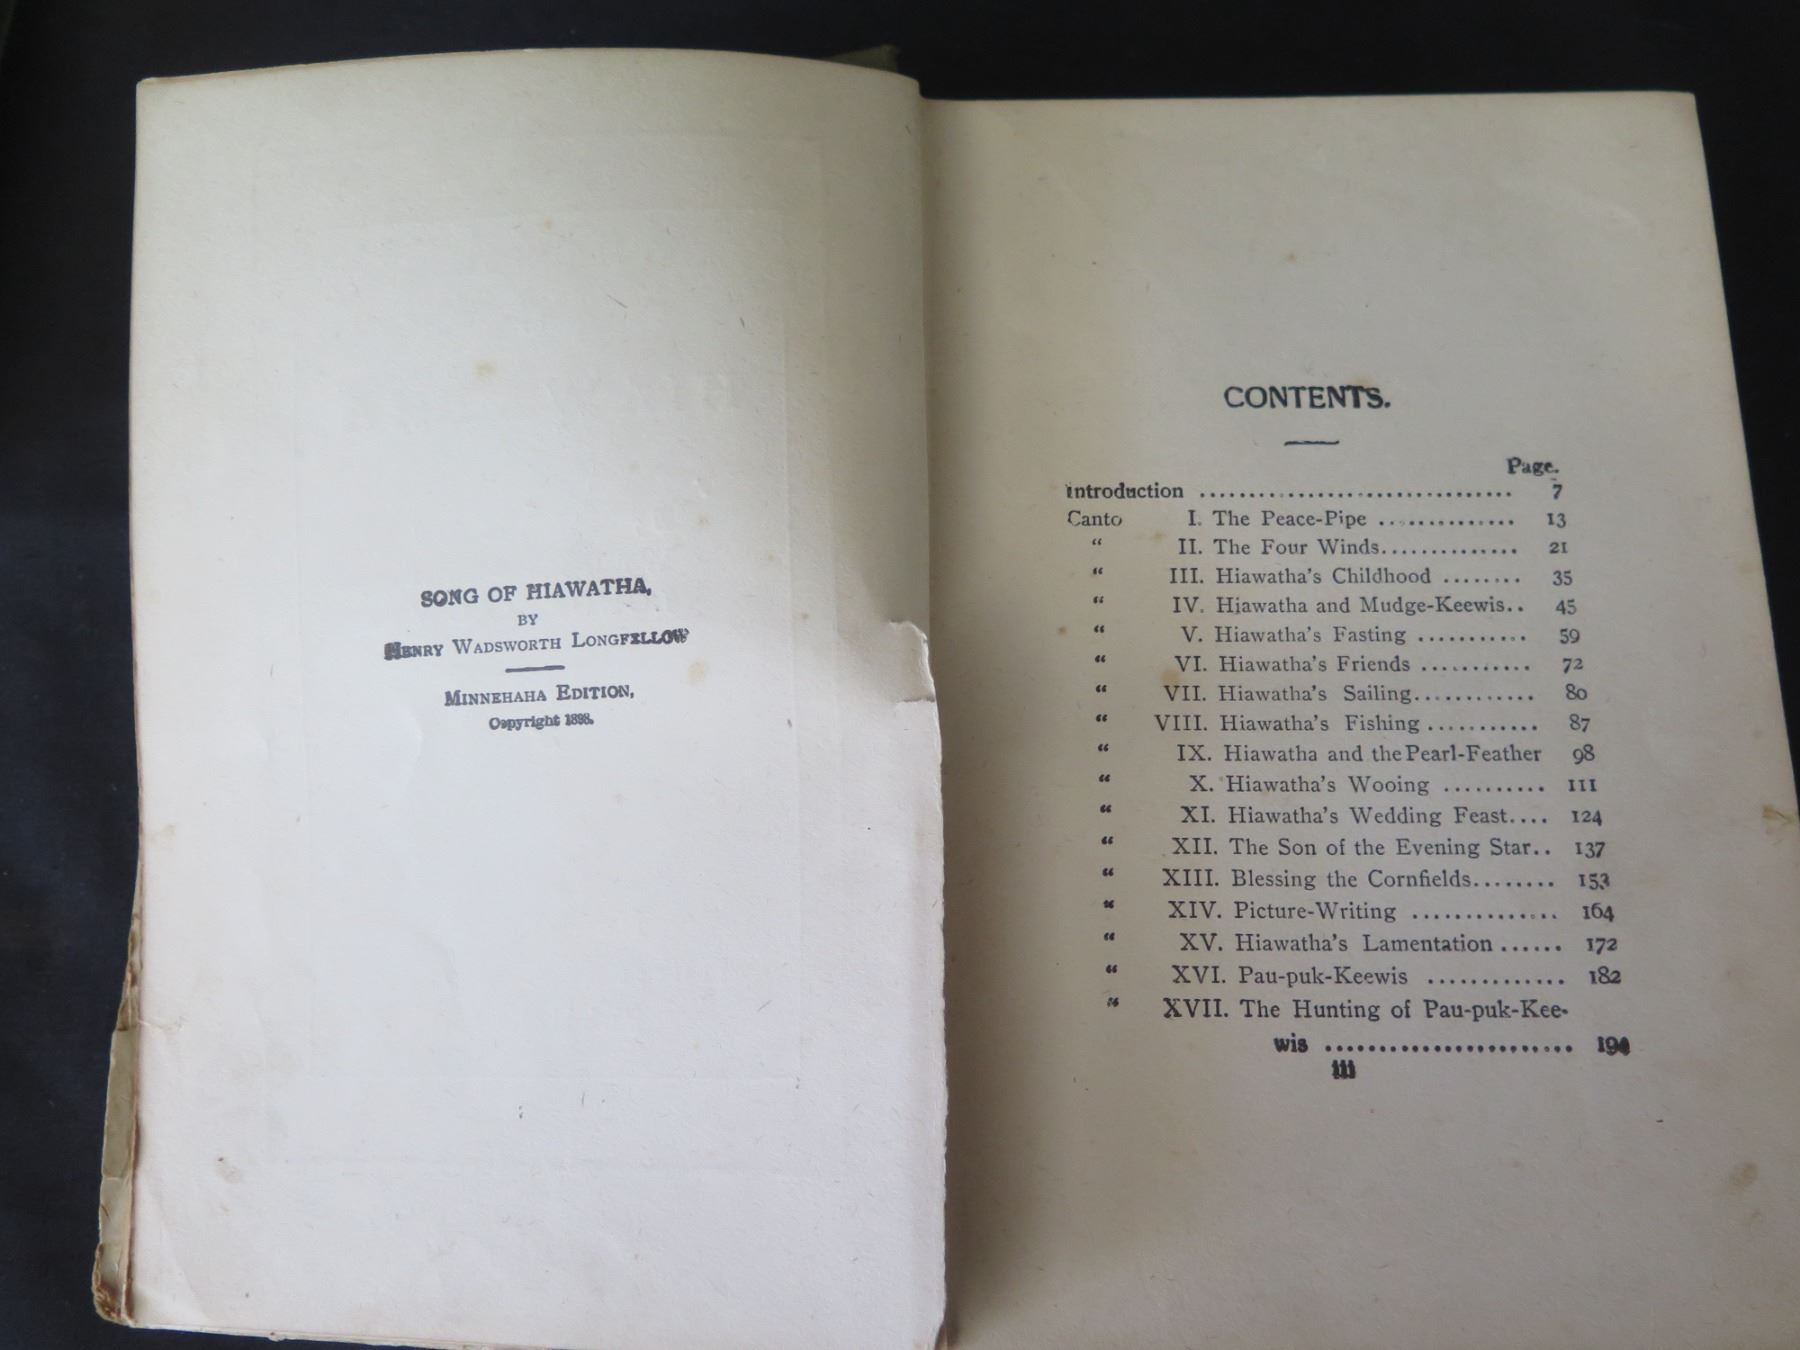 SONG OF HIAWATHA,
BY
HENRY WADSWORTH LONGFELLOW
MINNEHAHA EDITION,
Copyright 1898.
CONTENTS.
Page.
Introduction ................................ 7
Canto I. The Peace-Pipe .............. 13
“ II. The Four Winds.............. 21
“ III. Hiawatha's Childhood ........ 35
“ IV. Hiawatha and Mudge-Keewis.. 45
“ V. Hiawatha's Fasting ........... 59
“ VI. Hiawatha's Friends ........... 72
“ VII. Hiawatha's Sailing............ 80
“ VIII. Hiawatha's Fishing ........... 87
“ IX. Hiawatha and the Pearl-Feather 98
“ X. Hiawatha's Wooing .......... 111
“ XI. Hiawatha's Wedding Feast.... 124
“ XII. The Son of the Evening Star.. 137
“ XIII. Blessing the Cornfields........ 153
“ XIV. Picture-Writing .............. 164
“ XV. Hiawatha's Lamentation ...... 172
“ XVI. Pau-puk-Keewis ............. 182
“ XVII. The Hunting of Pau-puk-Kee-
wis ........................
iii